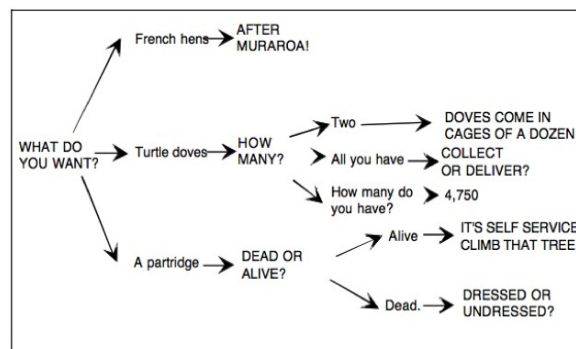 French hens
AFTER
MURAROA!
WHAT DO
YOU WANT?
Turtle doves
HOW
MANY?
Two
DOVES COME IN
CAGES OF A DOZEN
All you have
COLLECT
OR DELIVER?
How many do
you have?
4,750
A partridge
DEAD OR
ALIVE?
Alive
IT'S SELF SERVICE
CLIMB THAT TREE
Dead.
DRESSED OR
UNDRESSED?